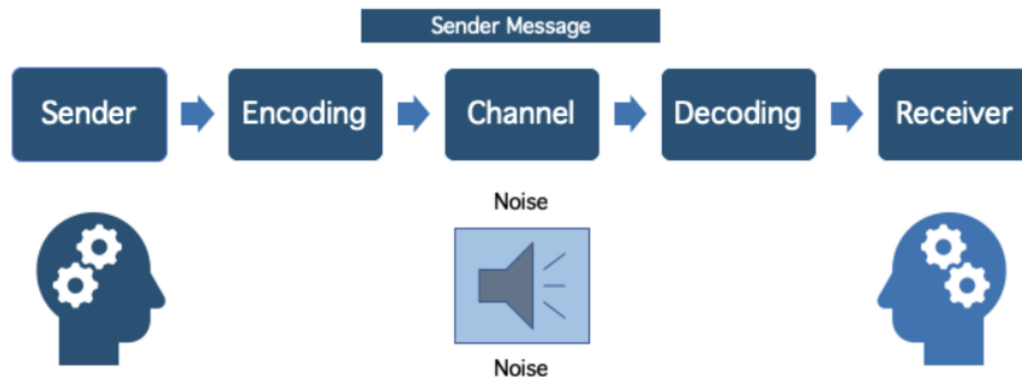 Sender Message
Sender
Encoding
Channel
Decoding
Receiver
Noise
Noise